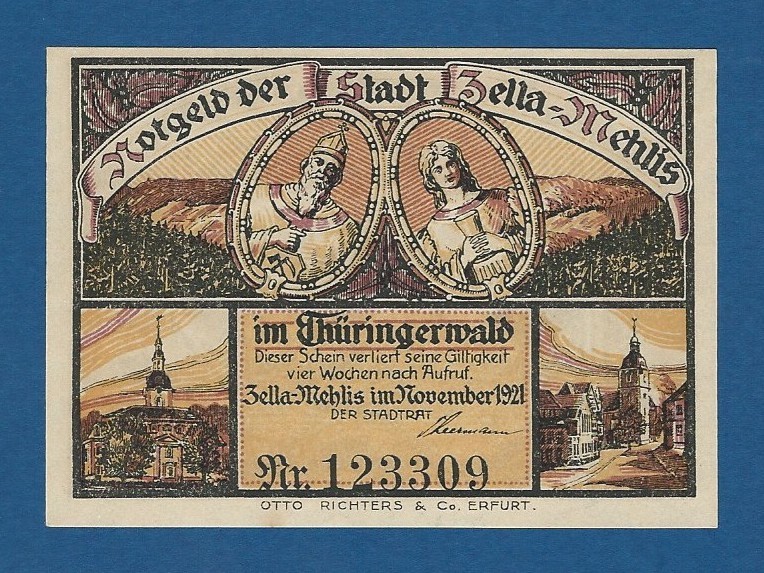 Notgeld der Stadt Zella-Mehlis
im Thüringerwald
Dieser Schein verliert seine Giltigkeit
vier Wochen nach Aufruf.
Zella-Mehlis im November 1921
DER STADTRAT
Nr. 123309
OTTO RICHTERS & Co. ERFURT.